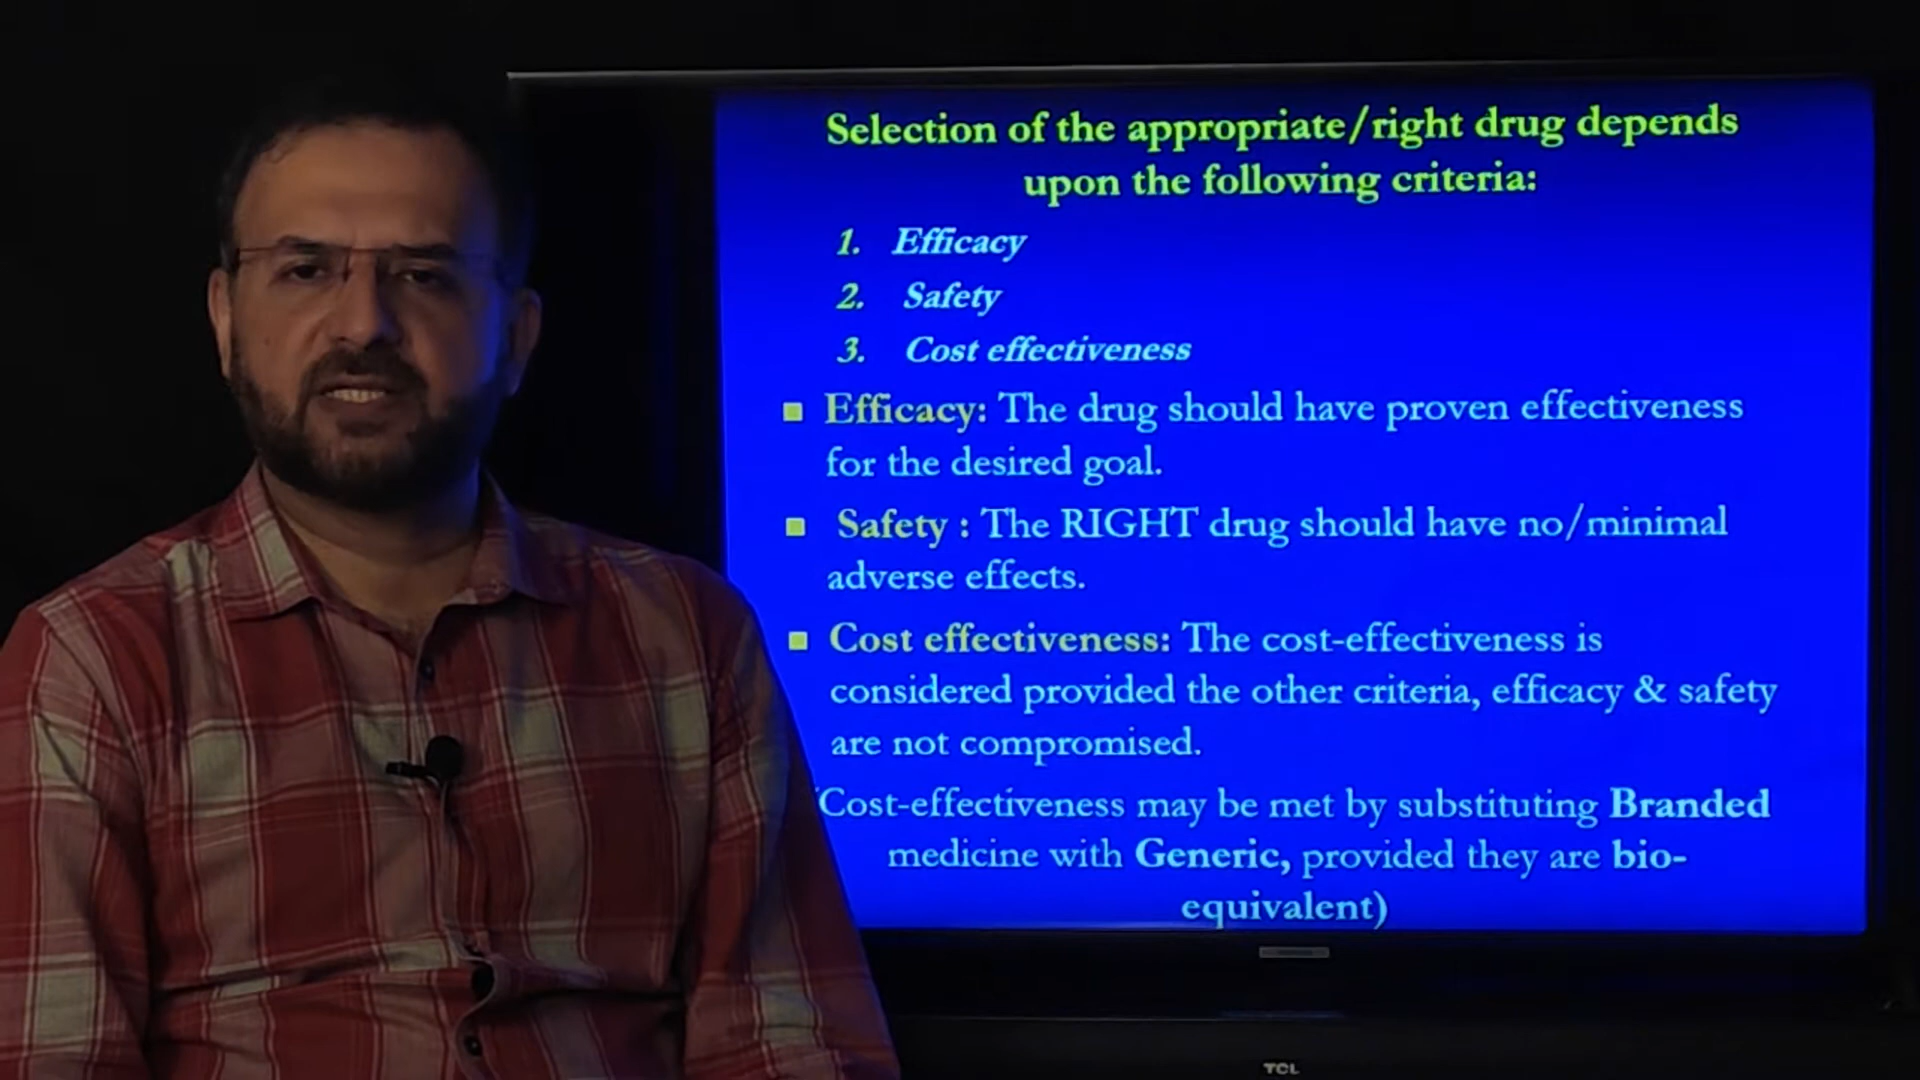 Selection of the appropriate/right drug depends
upon the following criteria:
1. Efficacy
2. Safety
3. Cost effectiveness
■ Efficacy: The drug should have proven effectiveness
for the desired goal.
■ Safety : The RIGHT drug should have no/minimal
adverse effects.
■ Cost effectiveness: The cost-effectiveness is
considered provided the other criteria, efficacy & safety
are not compromised.
(Cost-effectiveness may be met by substituting Branded
medicine with Generic, provided they are bio-
equivalent)
TCL